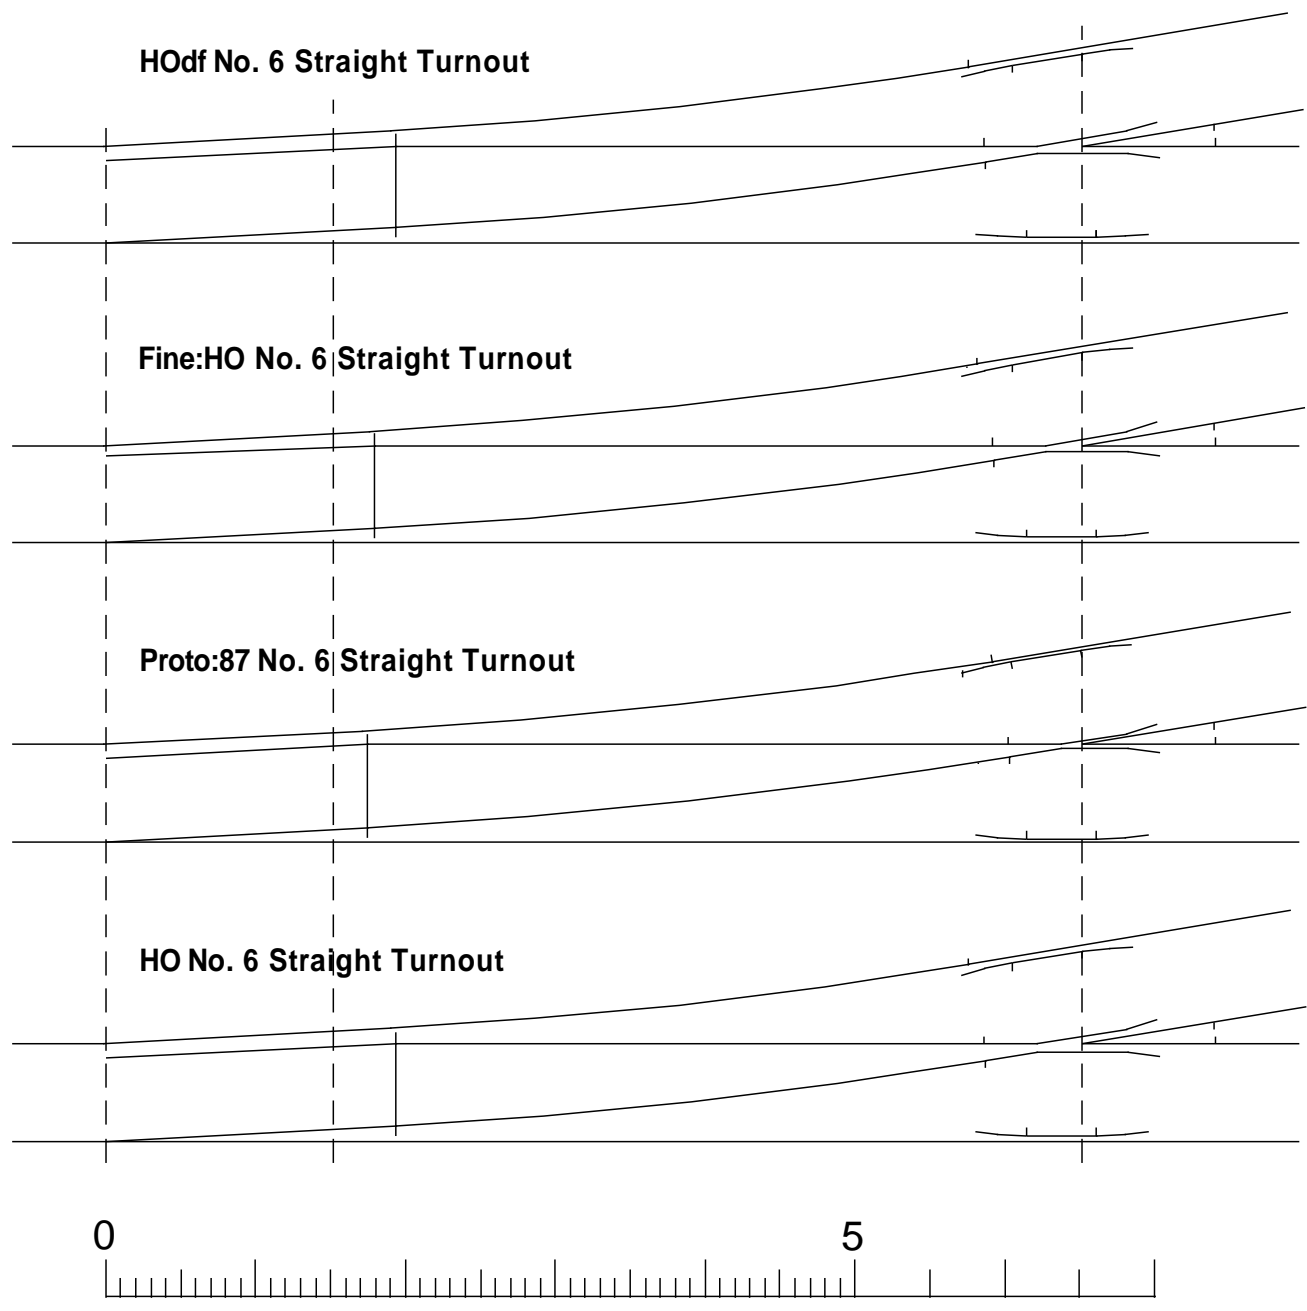 HOdf No. 6 Straight Turnout
Fine:HO No. 6 Straight Turnout
Proto:87 No. 6 Straight Turnout
HO No. 6 Straight Turnout
0 5